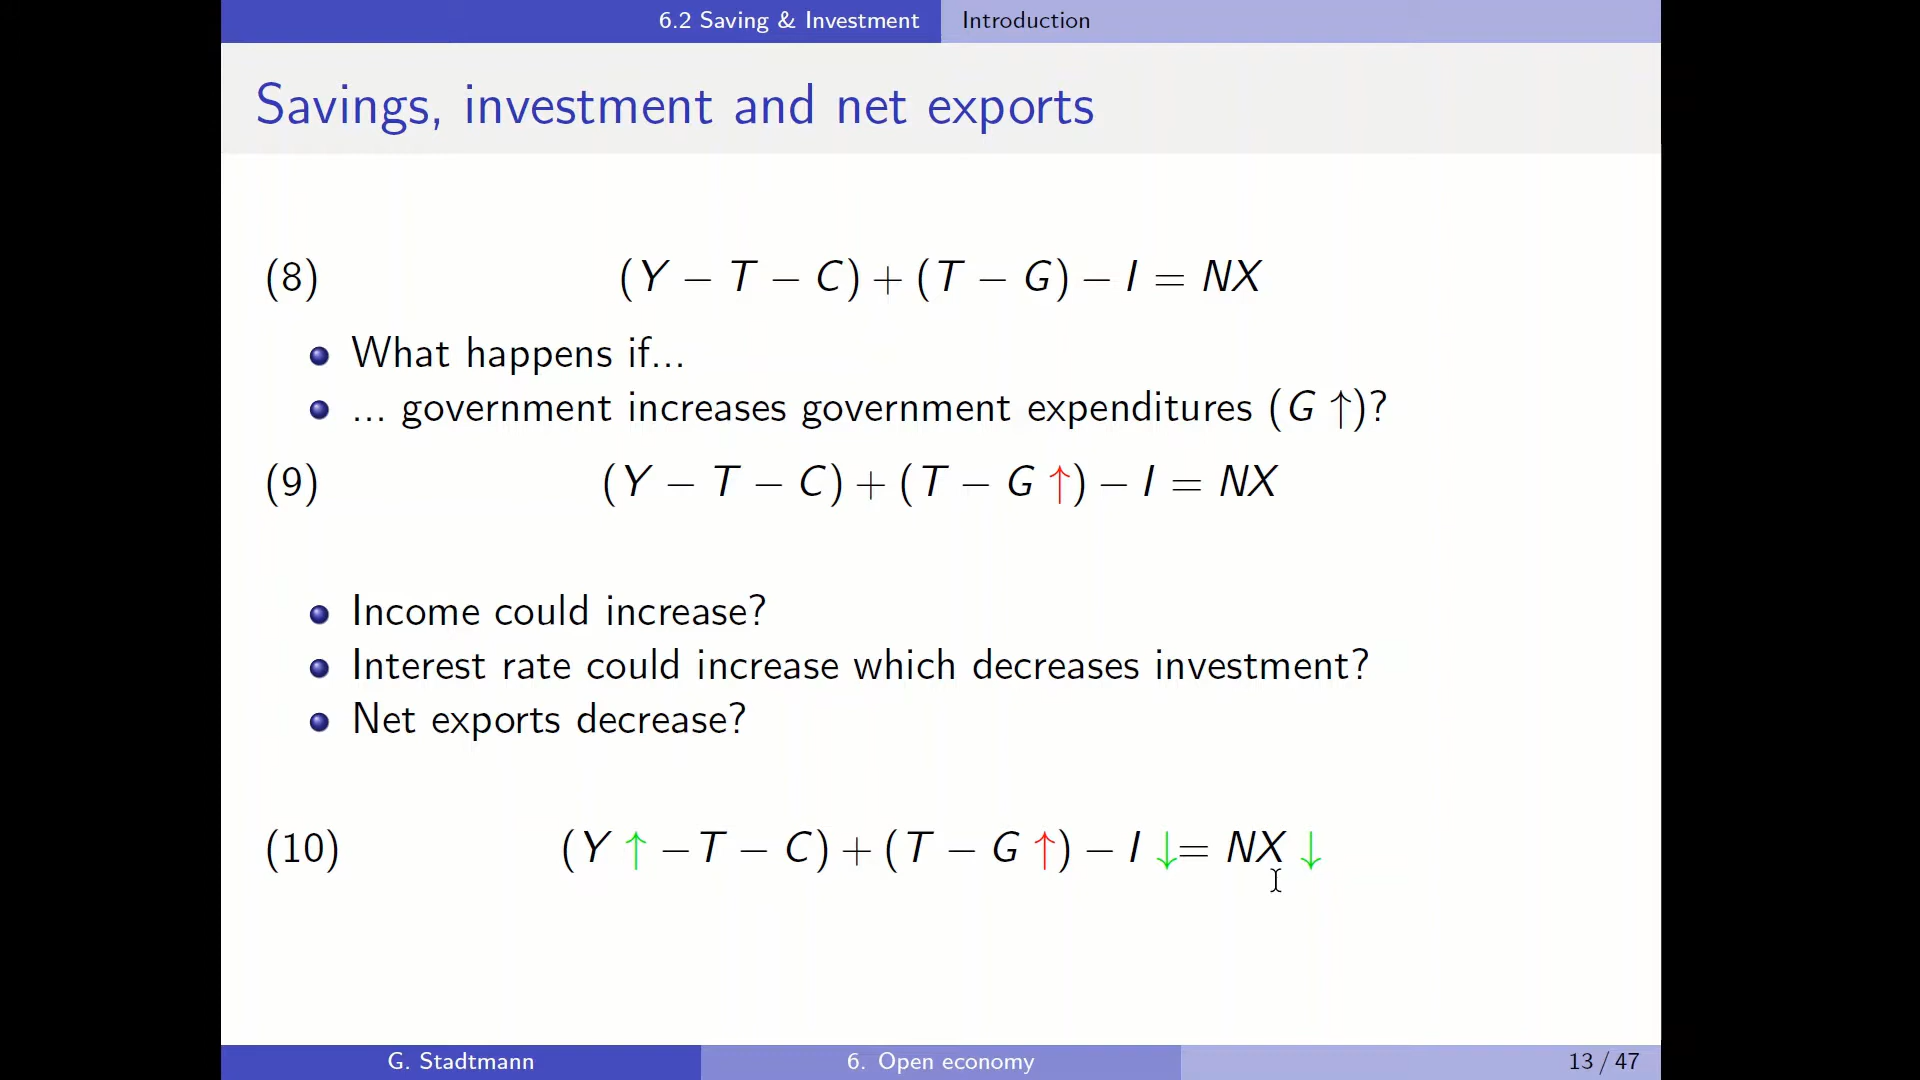 6.2 Saving & Investment Introduction
Savings, investment and net exports
(8) (Y − T − C) + (T − G) − I = NX
What happens if...
... government increases government expenditures (G ↑)?
(9) (Y − T − C) + (T − G ↑) − I = NX
Income could increase?
Interest rate could increase which decreases investment?
Net exports decrease?
(10) (Y ↑ −T − C) + (T − G ↑) − I ↓= NX ↓
G. Stadtmann 6. Open economy 13 / 47